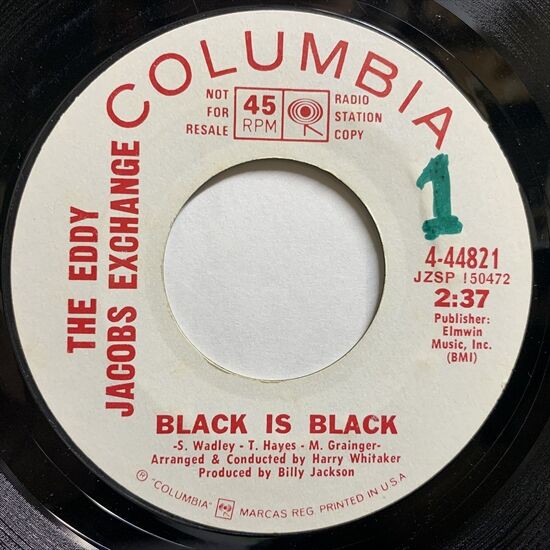 COLUMBIA
NOT
FOR
RESALE
45
RPM
RADIO
STATION
COPY
1
THE EDDY
JACOBS EXCHANGE
4-44821
JZSP 150472
2:37
Publisher:
Elmwin
Music, Inc.
(BMI)
BLACK IS BLACK
-S. Wadley - T. Hayes - M. Grainger-
Arranged & Conducted by Harry Whitaker
Produced by Billy Jackson
® "COLUMBIA" MARCAS REG. PRINTED IN U.S.A.